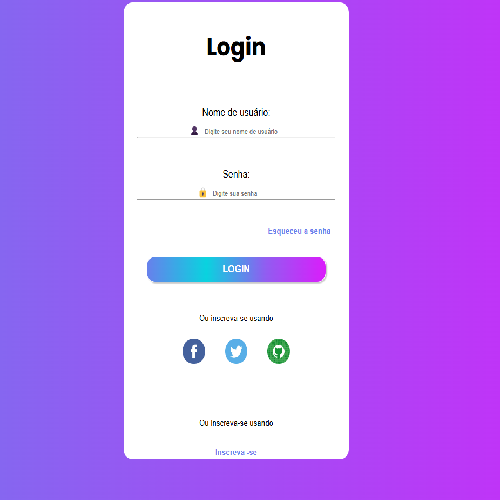 Login
Nome de usuário:
Digite seu nome de usuário
Senha:
Digite sua senha
Esqueceu a senha
LOGIN
Ou inscreva-se usando
Ou Inscreva-se usando
Inscreva -se